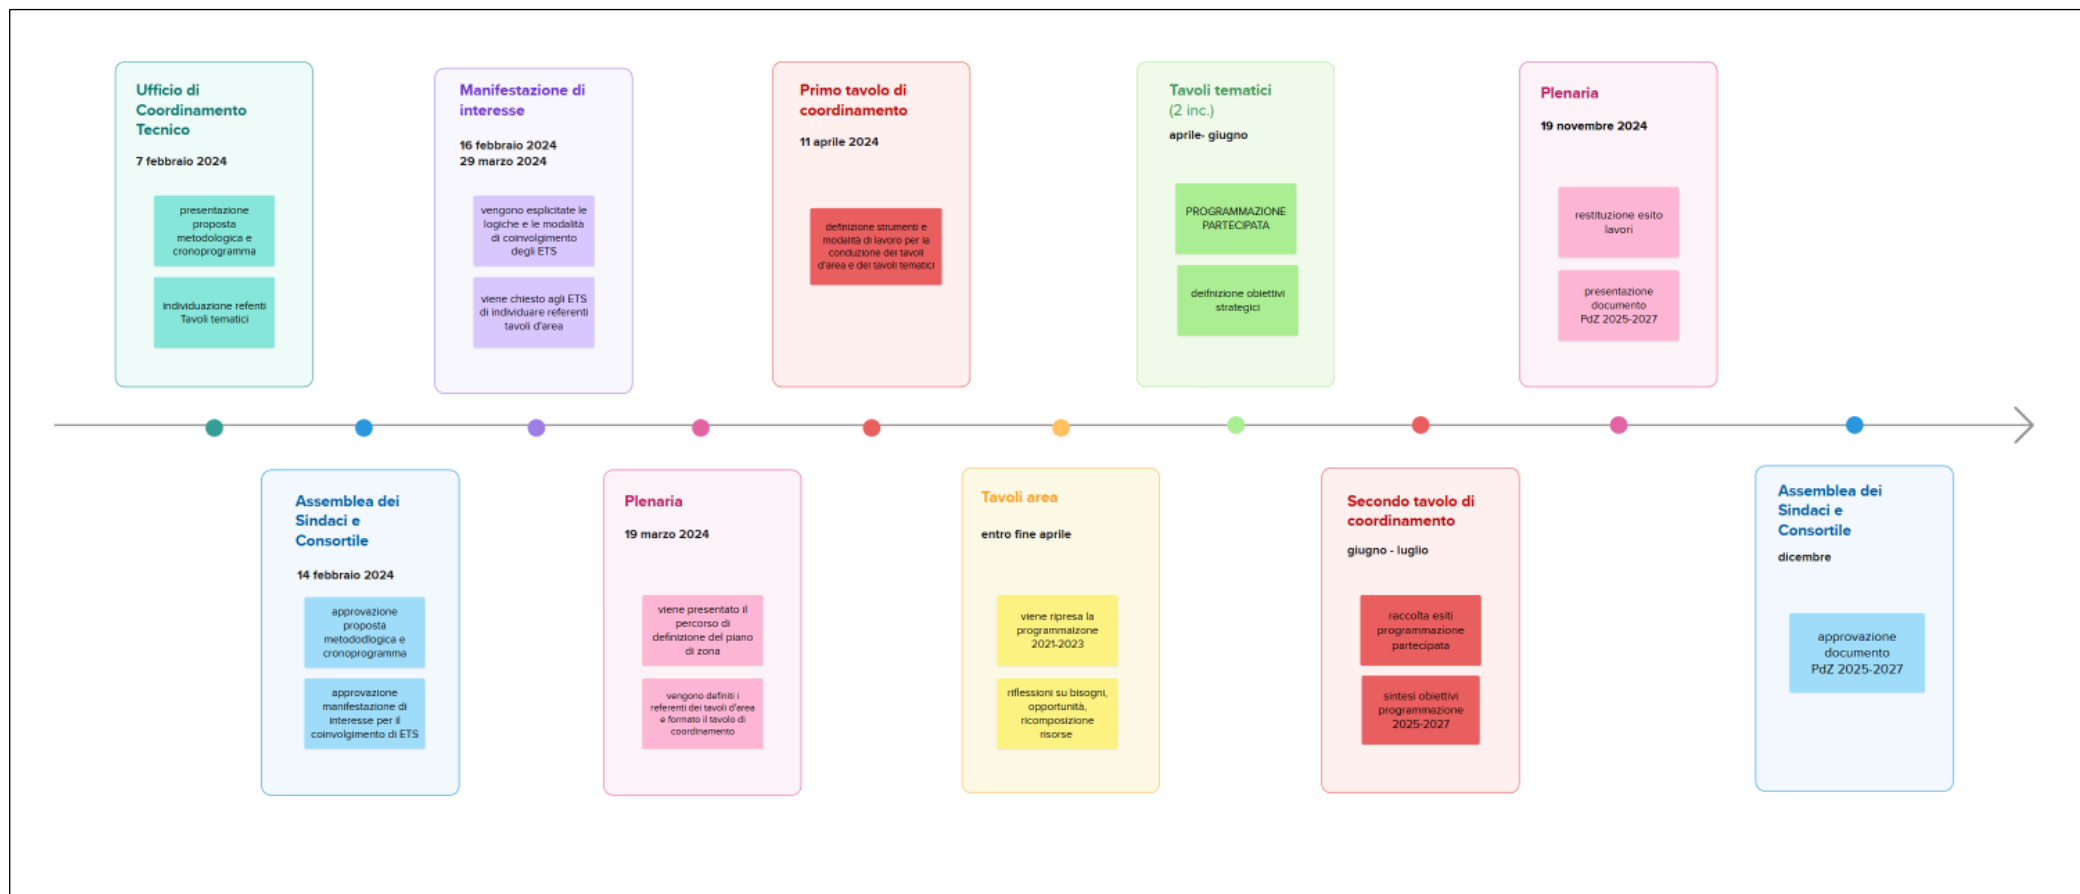 Ufficio di
Coordinamento
Tecnico
7 febbraio 2024
presentazione
proposta
metodologica e
cronoprogramma
individuazione refenti
Tavoli tematici
Manifestazione di
interesse
16 febbraio 2024
29 marzo 2024
vengono esplicitate le
logiche e le modalità
di coinvolgimento
degli ETS
viene chiesto agli ETS
di individuare referenti
tavoli d'area
Primo tavolo di
coordinamento
11 aprile 2024
definizione strumenti e
modalità di lavoro per la
conduzione dei tavoli
d'area e dei tavoli tematici
Tavoli tematici
(2 inc.)
aprile- giugno
PROGRAMMAZIONE
PARTECIPATA
deifnizione obiettivi
strategici
Plenaria
19 novembre 2024
restituzione esito
lavori
presentazione
documento
PdZ 2025-2027
Assemblea dei
Sindaci e
Consortile
14 febbraio 2024
approvazione
proposta
metododlogica e
cronoprogramma
approvazione
manifestazione di
interesse per il
coinvolgimento di ETS
Plenaria
19 marzo 2024
viene presentato il
percorso di
definizione del piano
di zona
vengono definiti i
referenti dei tavoli d'area
e formato il tavolo di
coordinamento
Tavoli area
entro fine aprile
viene ripresa la
programmaizone
2021-2023
riflessioni su bisogni,
opportunità,
ricomposizione
risorse
Secondo tavolo di
coordinamento
giugno - luglio
raccolta esiti
programmazione
partecipata
sintesi obiettivi
programmazione
2025-2027
Assemblea dei
Sindaci e
Consortile
dicembre
approvazione
documento
PdZ 2025-2027